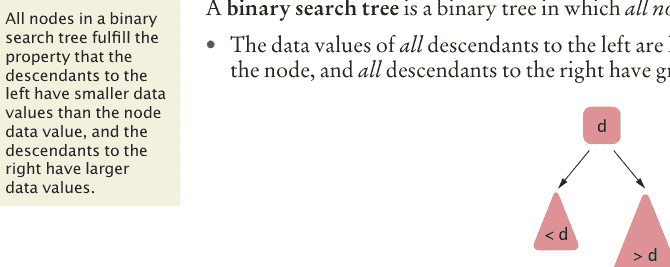 All nodes in a binary
search tree fulfill the
property that the
descendants to the
left have smaller data
values than the node
data value, and the
descendants to the
right have larger
data values.
A binary search tree is a binary tree in which all
• The data values of all descendants to the left are
the node, and all descendants to the right have
d
< d
> d